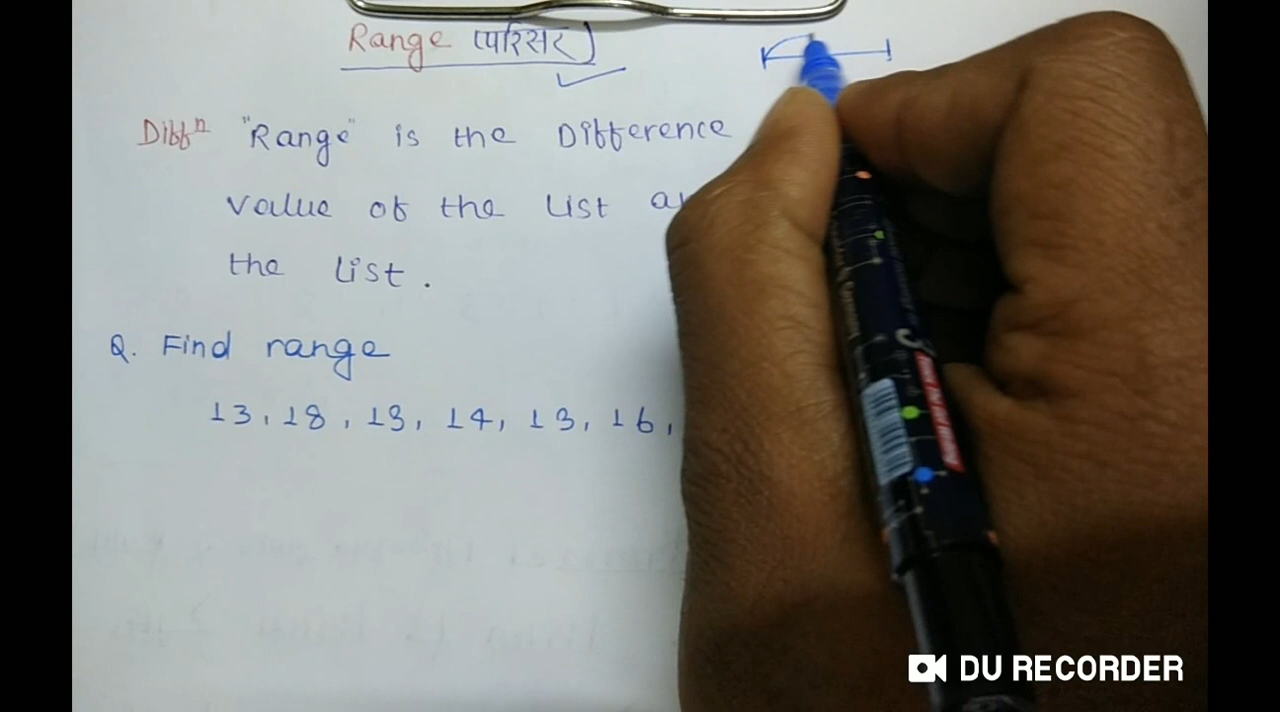 Range (परिसर)
Diffn "Range" is the Difference
value of the list
the list.
Q. Find range
13, 18, 13, 14, 13, 16,
DU RECORDER